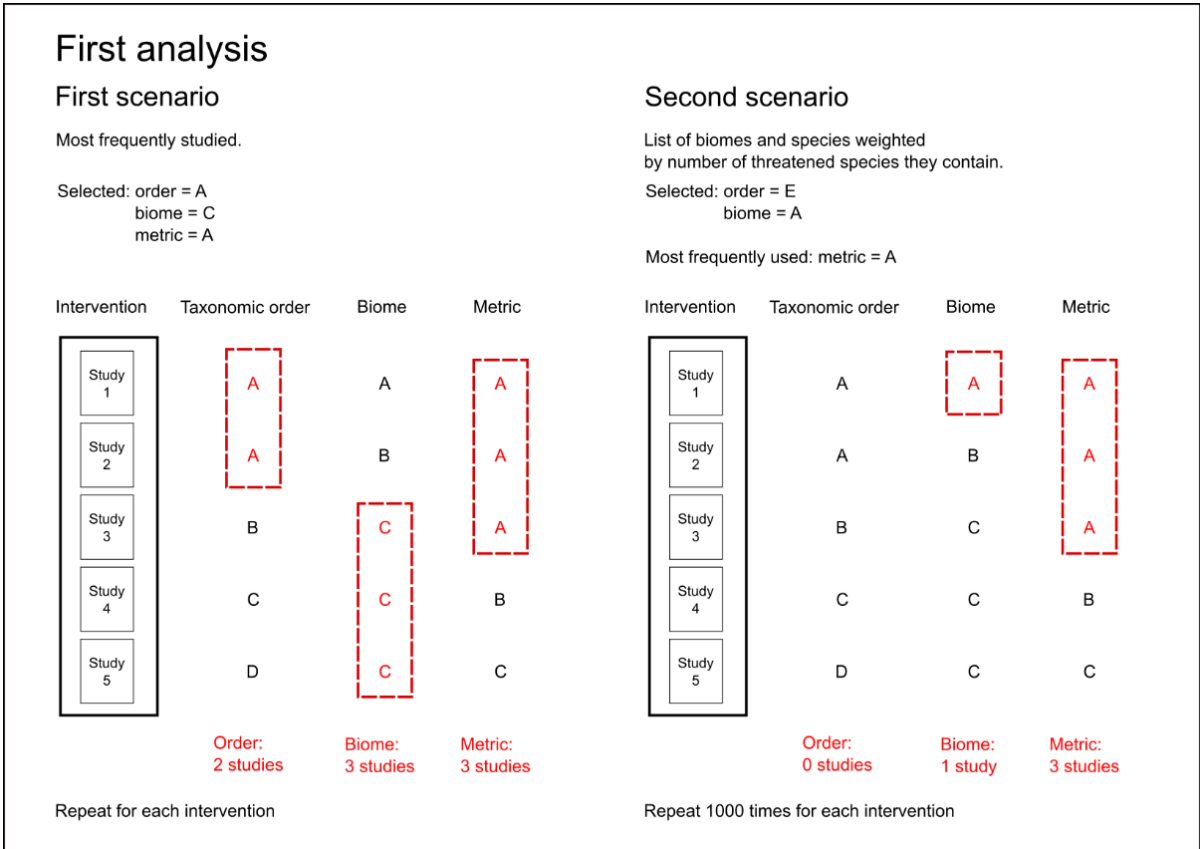 First analysis
First scenario
Most frequently studied.
Selected: order = A
biome = C
metric = A
Intervention Taxonomic order Biome Metric
Study 1 A A A
Study 2 A B A
Study 3 B C A
Study 4 C C B
Study 5 D C C
Order: Biome: Metric:
2 studies 3 studies 3 studies
Repeat for each intervention
Second scenario
List of biomes and species weighted
by number of threatened species they contain.
Selected: order = E
biome = A
Most frequently used: metric = A
Intervention Taxonomic order Biome Metric
Study 1 A A A
Study 2 A B A
Study 3 B C A
Study 4 C C B
Study 5 D C C
Order: Biome: Metric:
0 studies 1 study 3 studies
Repeat 1000 times for each intervention